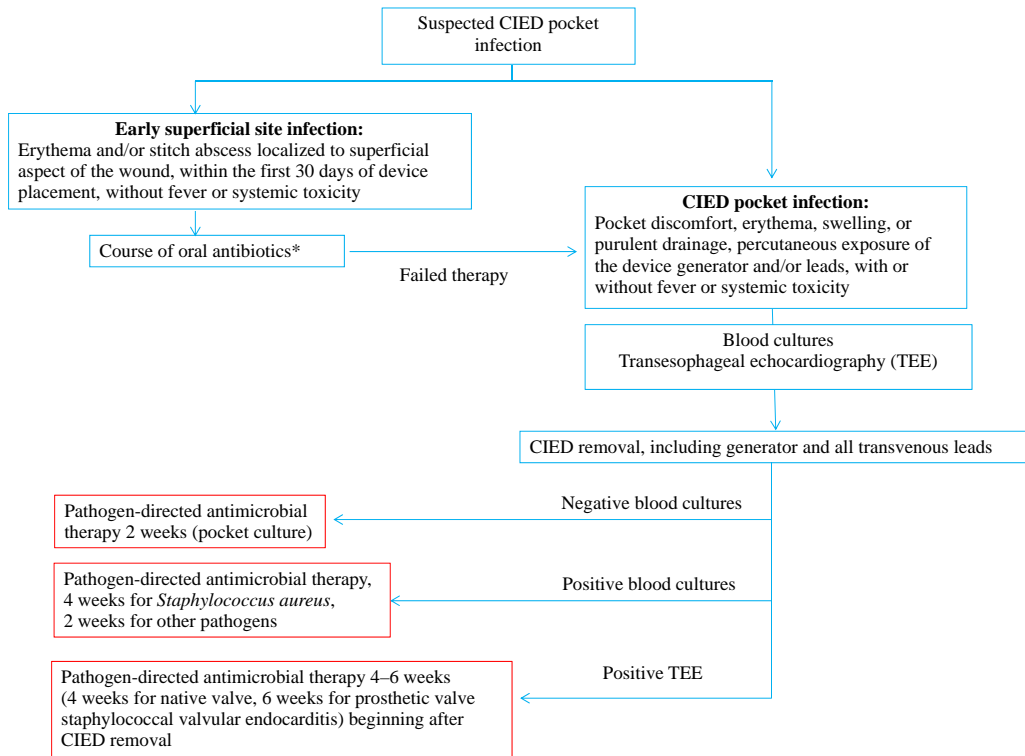 Suspected CIED pocket
infection
Early superficial site infection:
Erythema and/or stitch abscess localized to superficial
aspect of the wound, within the first 30 days of device
placement, without fever or systemic toxicity
Course of oral antibiotics*
Failed therapy
CIED pocket infection:
Pocket discomfort, erythema, swelling, or
purulent drainage, percutaneous exposure of
the device generator and/or leads, with or
without fever or systemic toxicity
Blood cultures
Transesophageal echocardiography (TEE)
CIED removal, including generator and all transvenous leads
Negative blood cultures
Pathogen-directed antimicrobial
therapy 2 weeks (pocket culture)
Positive blood cultures
Pathogen-directed antimicrobial therapy,
4 weeks for Staphylococcus aureus,
2 weeks for other pathogens
Positive TEE
Pathogen-directed antimicrobial therapy 4–6 weeks
(4 weeks for native valve, 6 weeks for prosthetic valve
staphylococcal valvular endocarditis) beginning after
CIED removal